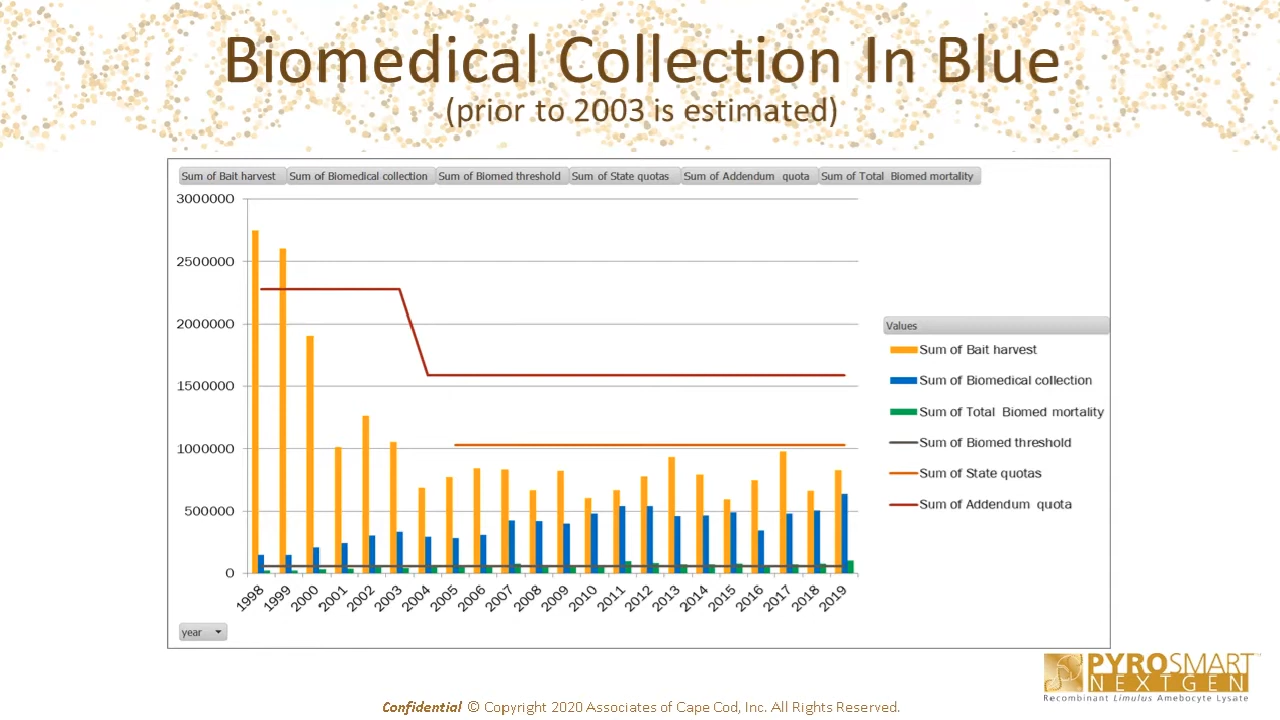 Biomedical Collection In Blue
(prior to 2003 is estimated)
Sum of Bait harvest Sum of Biomedical collection Sum of Biomed threshold Sum of State quotas Sum of Addendum quota Sum of Total Biomed mortality
3000000
2500000
2000000
1500000
1000000
500000
0
1998 1999 2000 2001 2002 2003 2004 2005 2006 2007 2008 2009 2010 2011 2012 2013 2014 2015 2016 2017 2018 2019
year
Values
Sum of Bait harvest
Sum of Biomedical collection
Sum of Total Biomed mortality
Sum of Biomed threshold
Sum of State quotas
Sum of Addendum quota
PYROSMART™
NEXTGEN
Recombinant Limulus Amebocyte Lysate
Confidential © Copyright 2020 Associates of Cape Cod, Inc. All Rights Reserved.